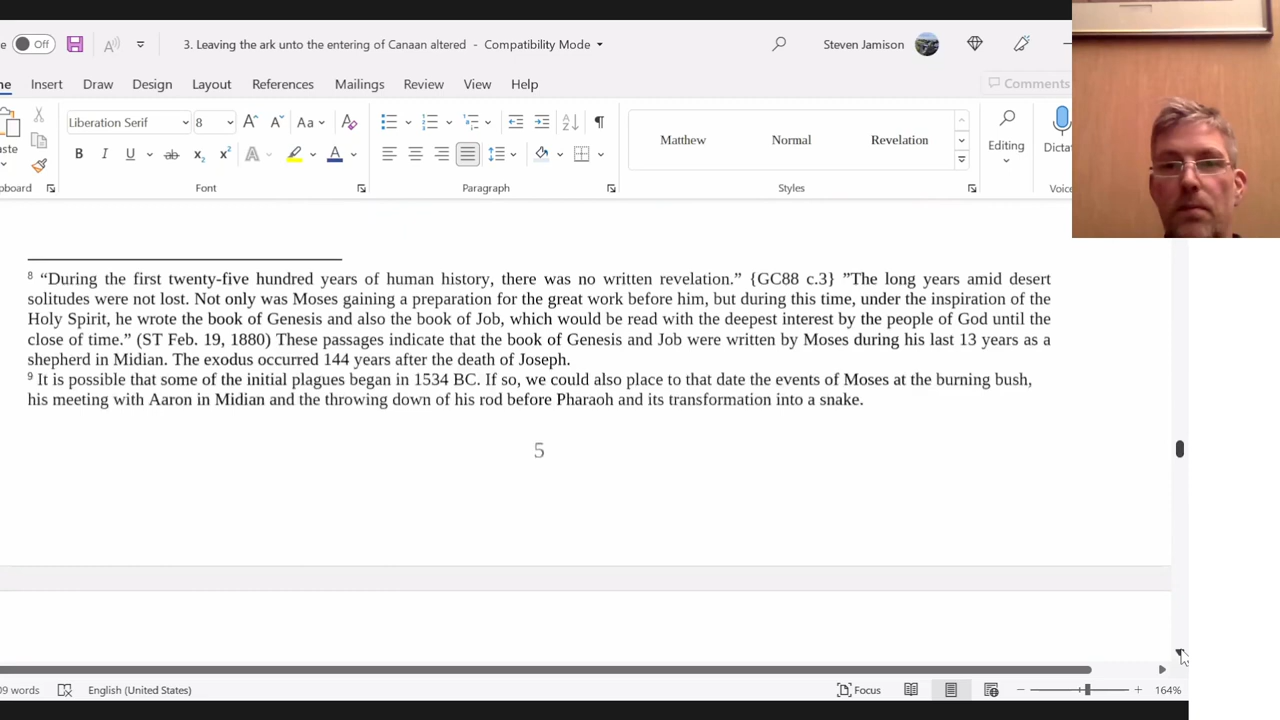 Off
3. Leaving the ark unto the entering of Canaan altered - Compatibility Mode
Steven Jamison
Insert Draw Design Layout References Mailings Review View Help
Comments
Liberation Serif 8 Aa
B I U ab x₂ x² A A
Matthew Normal Revelation
Editing
Font Paragraph Styles
⁸ “During the first twenty-five hundred years of human history, there was no written revelation.” {GC88 c.3} ”The long years amid desert
solitudes were not lost. Not only was Moses gaining a preparation for the great work before him, but during this time, under the inspiration of the
Holy Spirit, he wrote the book of Genesis and also the book of Job, which would be read with the deepest interest by the people of God until the
close of time.” (ST Feb. 19, 1880) These passages indicate that the book of Genesis and Job were written by Moses during his last 13 years as a
shepherd in Midian. The exodus occurred 144 years after the death of Joseph.
⁹ It is possible that some of the initial plagues began in 1534 BC. If so, we could also place to that date the events of Moses at the burning bush,
his meeting with Aaron in Midian and the throwing down of his rod before Pharaoh and its transformation into a snake.
5
words English (United States) Focus 164%